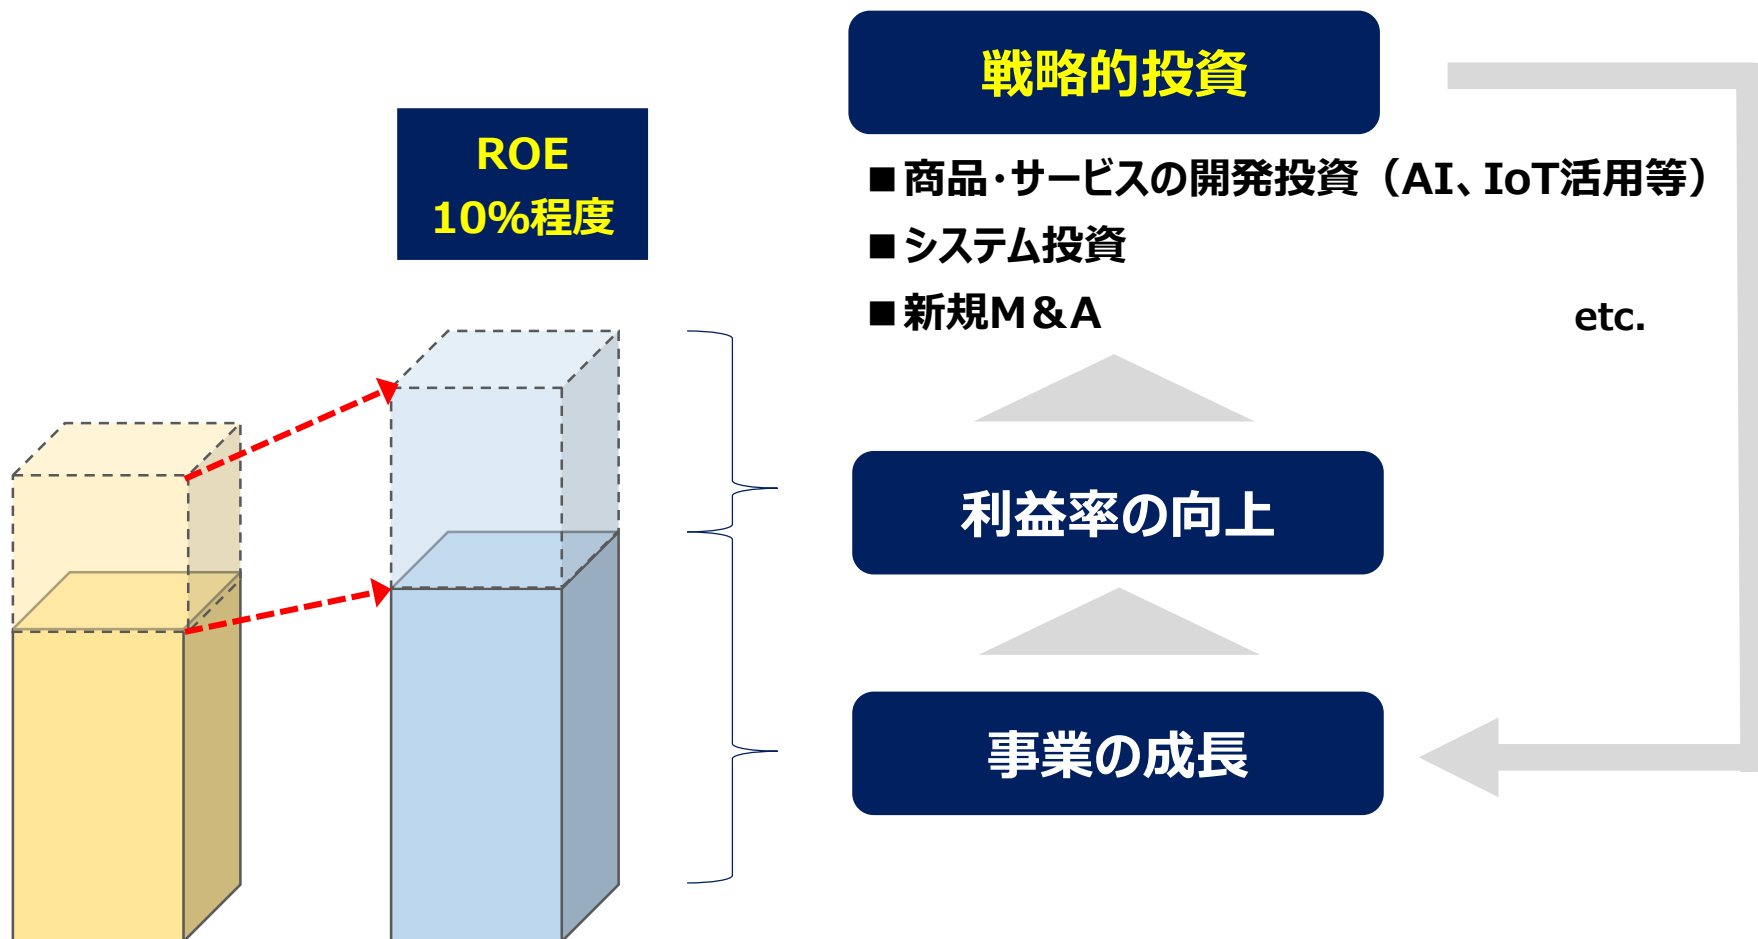 ROE
10%程度
戦略的投資
■商品・サービスの開発投資（AI、IoT活用等）
■システム投資
■新規M＆A
etc.
利益率の向上
事業の成長